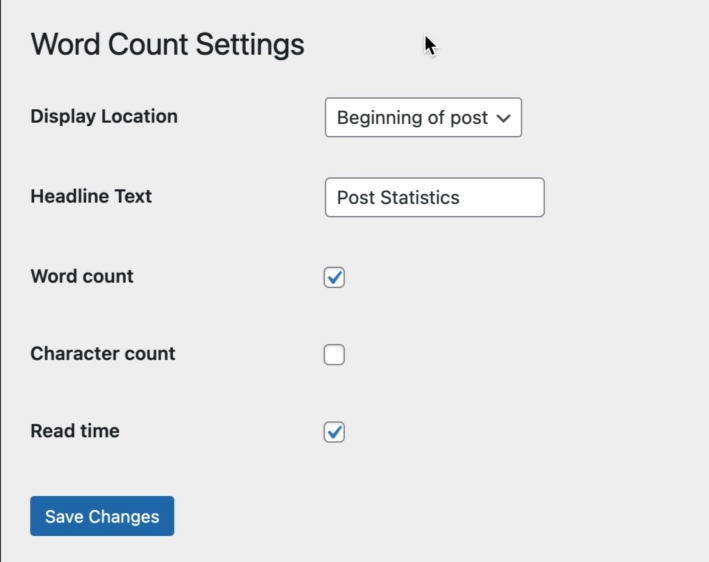 Word Count Settings
Display Location
Beginning of post
Headline Text
Post Statistics
Word count
Character count
Read time
Save Changes